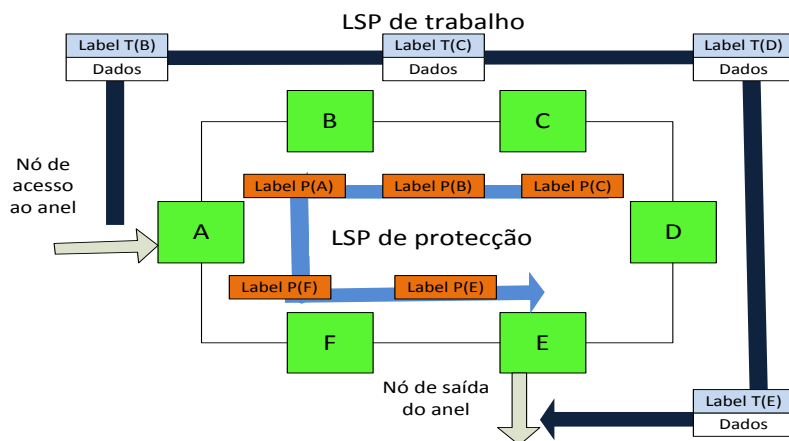 LSP de trabalho
Label T(B)
Dados
Label T(C)
Dados
Label T(D)
Dados
B
C
Nó de
acesso
ao anel
Label P(A)
Label P(B)
Label P(C)
A
LSP de protecção
D
Label P(F)
Label P(E)
F
E
Nó de saída
do anel
Label T(E)
Dados